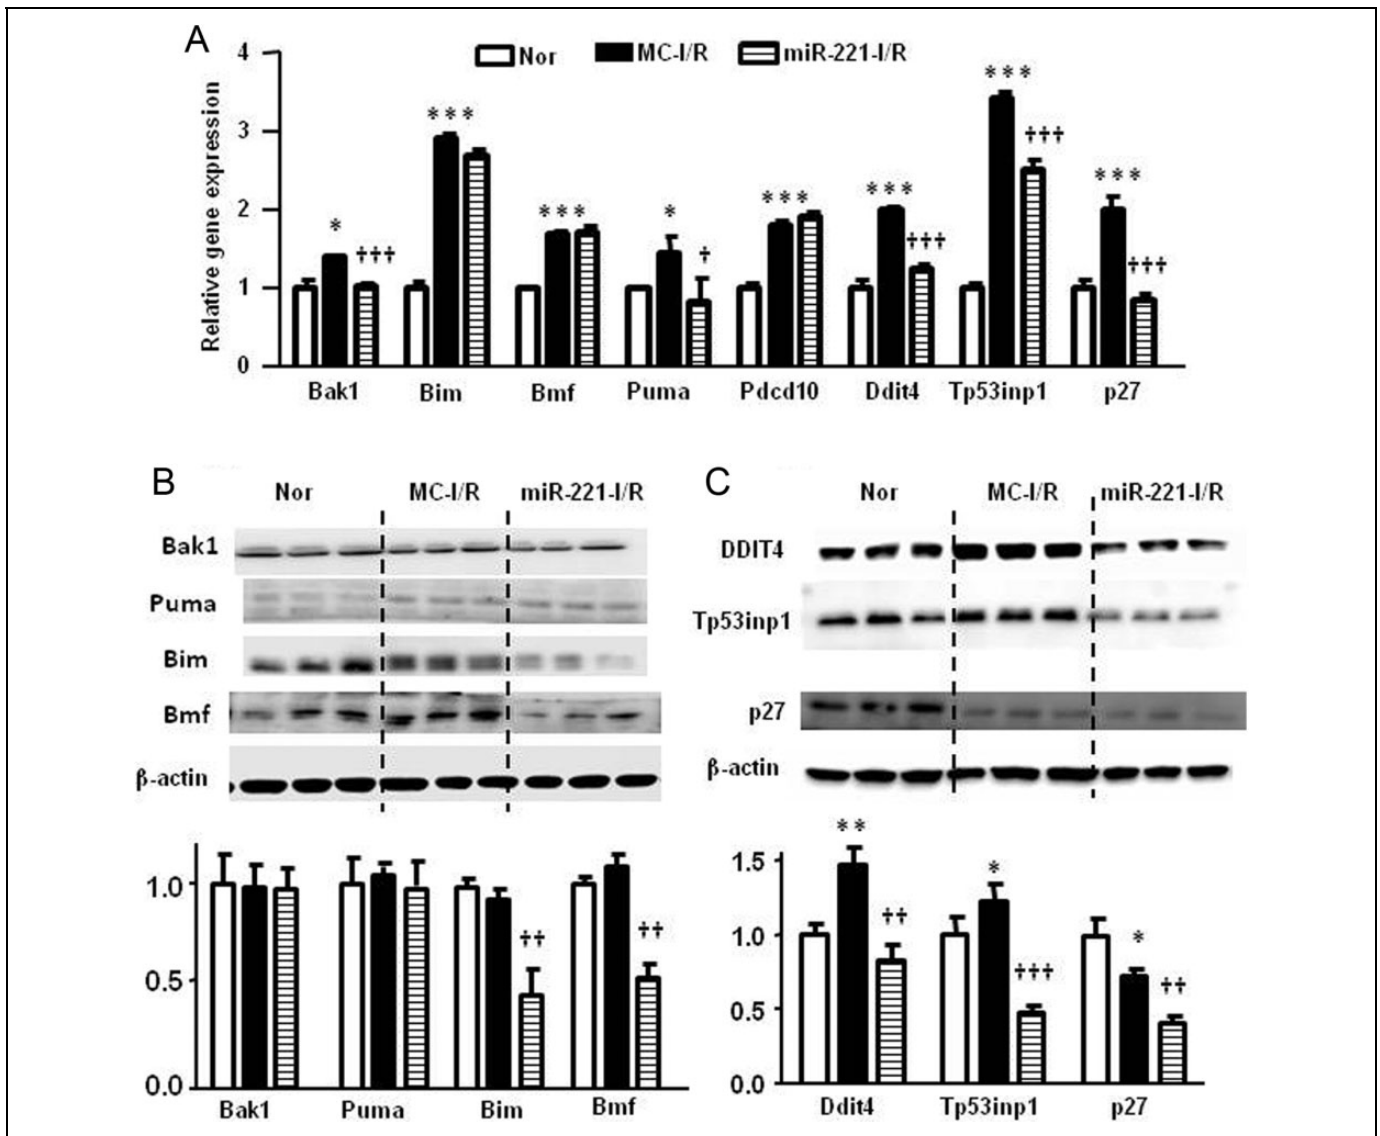 A
Nor MC-I/R miR-221-I/R
Relative gene expression
4
3
2
1
0
* ††† *** *** * † *** *** ††† *** ††† *** †††
Bak1 Bim Bmf Puma Pdcd10 Ddit4 Tp53inp1 p27
B
Nor MC-I/R miR-221-I/R
Bak1
Puma
Bim
Bmf
β-actin
1.0
0.5
0.0
†† ††
Bak1 Puma Bim Bmf
C
Nor MC-I/R miR-221-I/R
DDIT4
Tp53inp1
p27
β-actin
1.5
1.0
0.5
0.0
** †† * ††† * ††
Ddit4 Tp53inp1 p27